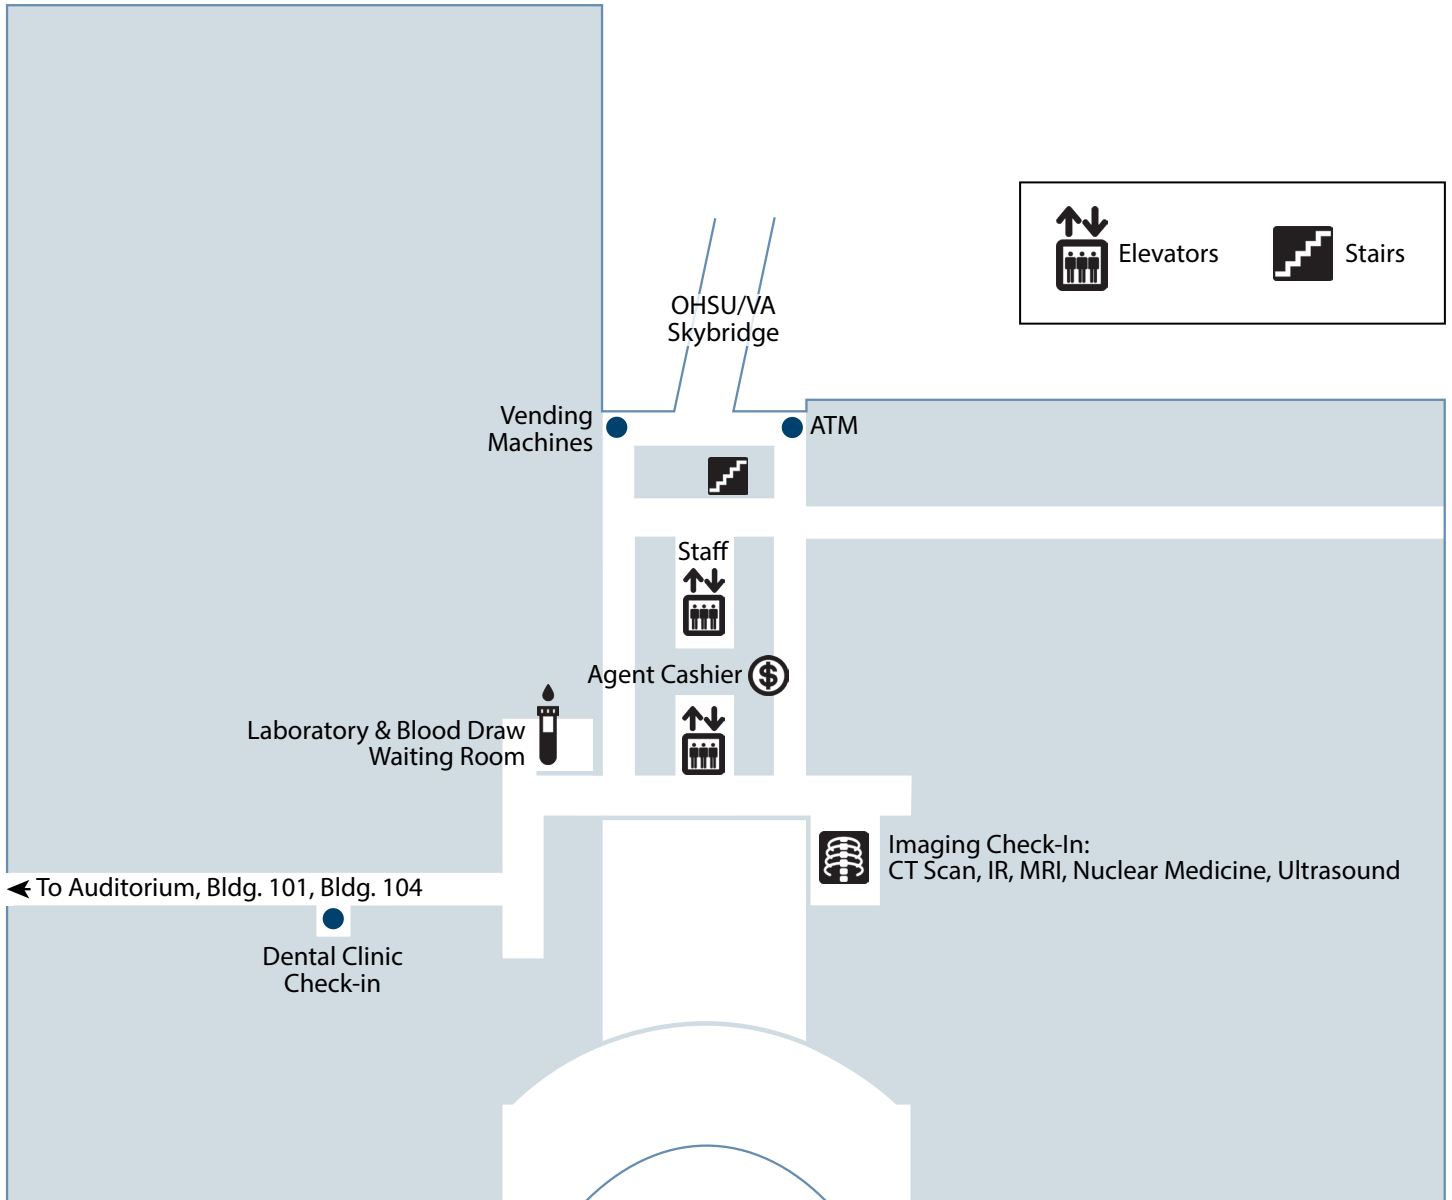 Elevators
Stairs
OHSU/VA
Skybridge
Vending
Machines
ATM
Staff
Agent Cashier
$
Laboratory & Blood Draw
Waiting Room
Imaging Check-In:
CT Scan, IR, MRI, Nuclear Medicine, Ultrasound
To Auditorium, Bldg. 101, Bldg. 104
Dental Clinic
Check-in